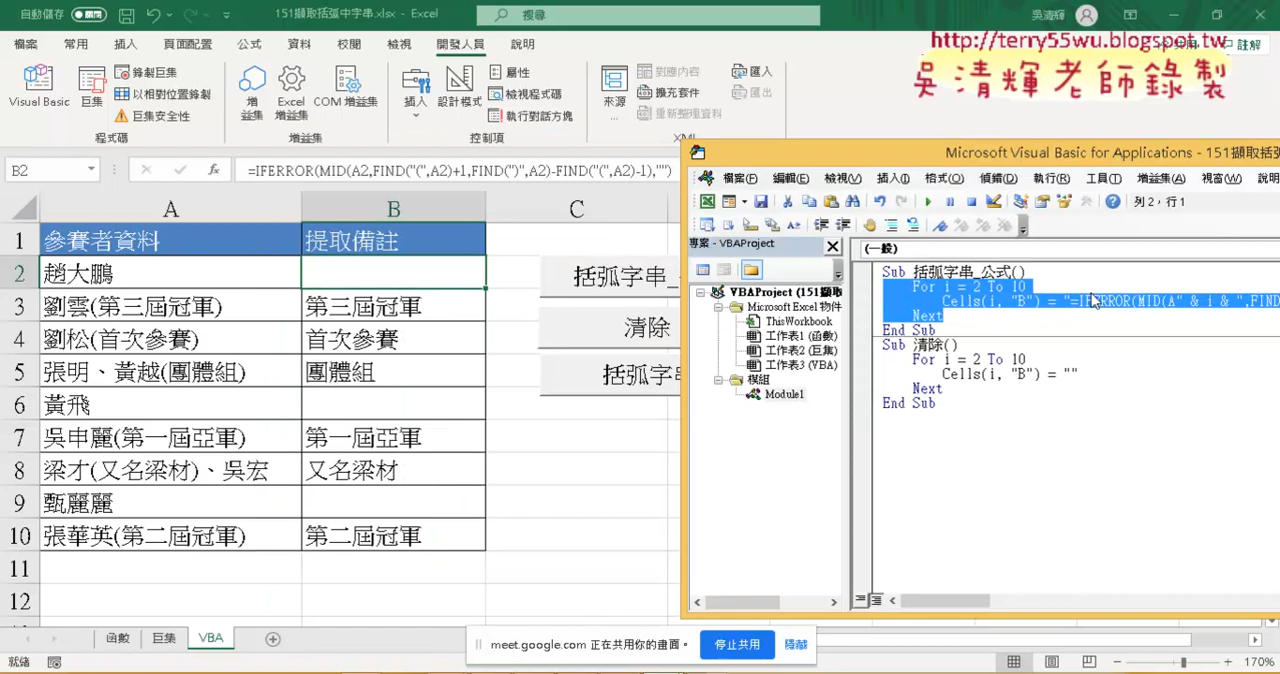 自動儲存
151擷取括弧中字串.xlsx - Excel
搜尋
吳清輝
檔案 常用 插入 頁面配置 公式 資料 校閱 檢視 開發人員 說明
註解
http://terry55wu.blogspot.tw
吳清輝老師錄製
Visual Basic
巨集
錄製巨集
以相對位置錄製
巨集安全性
程式碼
增益集
Excel 增益集
COM 增益集
增益集
插入
設計模式
屬性
檢視程式碼
執行對話方塊
控制項
來源
對應內容
擴充套件
重新整理資料
匯入
匯出
XML
B2
fx
=IFERROR(MID(A2,FIND("(",A2)+1,FIND(")",A2)-FIND("(",A2)-1),"")
A B C
1 參賽者資料 提取備註
2 趙大鵬
3 劉雲(第三屆冠軍) 第三屆冠軍
4 劉松(首次參賽) 首次參賽
5 張明、黃越(團體組) 團體組
6 黃飛
7 吳申麗(第一屆亞軍) 第一屆亞軍
8 梁才(又名梁材)、吳宏 又名梁材
9 甄麗麗
10 張華英(第二屆冠軍) 第二屆冠軍
11
12
括弧字串_
清除
括弧字串
Microsoft Visual Basic for Applications - 151擷取括弧
檔案(F) 編輯(E) 檢視(V) 插入(I) 格式(O) 偵錯(D) 執行(R) 工具(T) 增益集(A) 視窗(W) 說明
列 2，行 1
專案 - VBAProject
VBAProject (151擷取
Microsoft Excel 物件
ThisWorkbook
工作表1 (函數)
工作表2 (巨集)
工作表3 (VBA)
模組
Module1
(一般)
Sub 括弧字串_公式()
For i = 2 To 10
Cells(i, "B") = "=IFERROR(MID(A" & i & ",FIND
Next
End Sub
Sub 清除()
For i = 2 To 10
Cells(i, "B") = ""
Next
End Sub
函數 巨集 VBA
meet.google.com 正在共用你的畫面。 停止共用 隱藏
就緒
170%